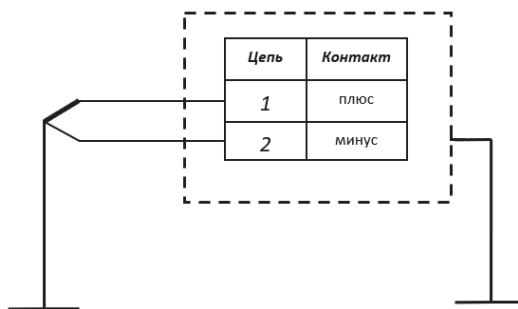 Цепь Контакт
1 плюс
2 минус